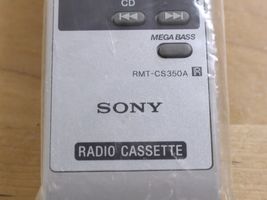 CD
MEGA BASS
RMT-CS350A R
SONY
RADIO CASSETTE